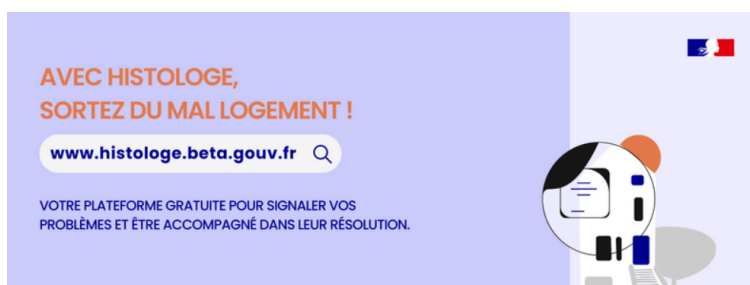 AVEC HISTOLOGE,
SORTEZ DU MAL LOGEMENT !
www.histologe.beta.gouv.fr
VOTRE PLATEFORME GRATUITE POUR SIGNALER VOS
PROBLÈMES ET ÊTRE ACCOMPAGNÉ DANS LEUR RÉSOLUTION.